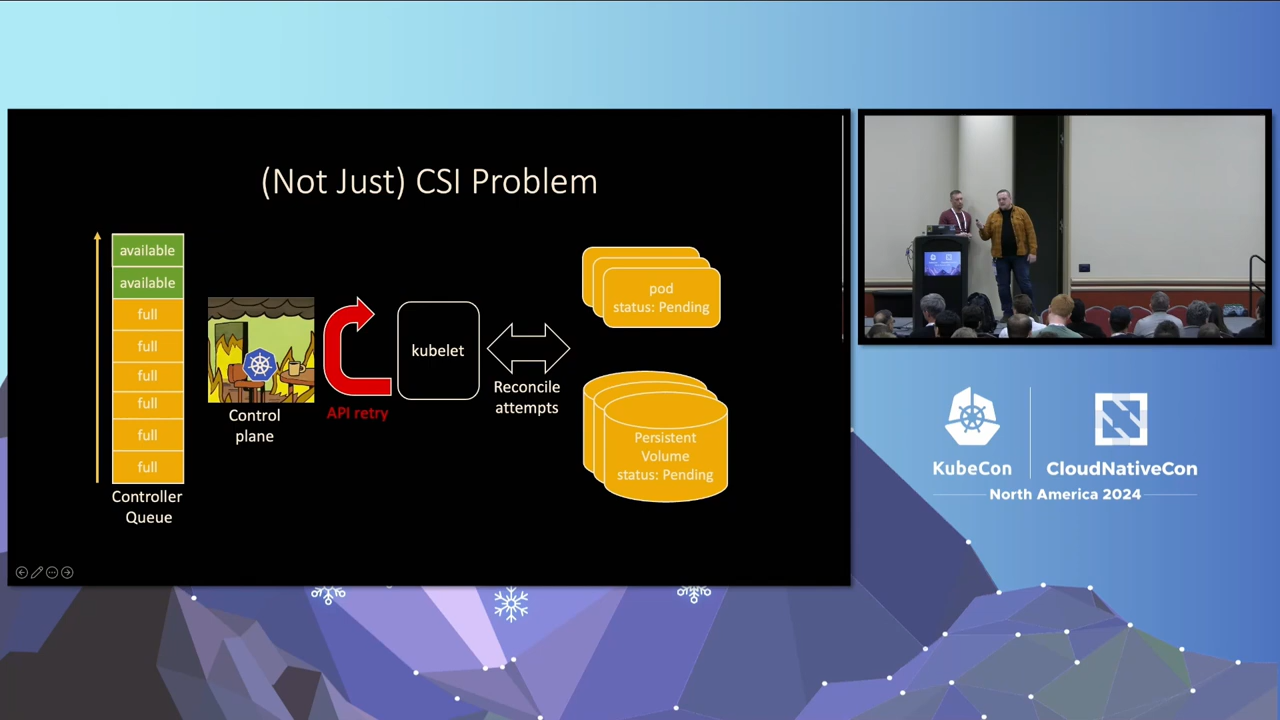 (Not Just) CSI Problem
available
available
full
full
full
full
full
full
Controller
Queue
Control
plane
API retry
kubelet
Reconcile
attempts
pod
status: Pending
Persistent
Volume
status: Pending
KubeCon
CloudNativeCon
North America 2024